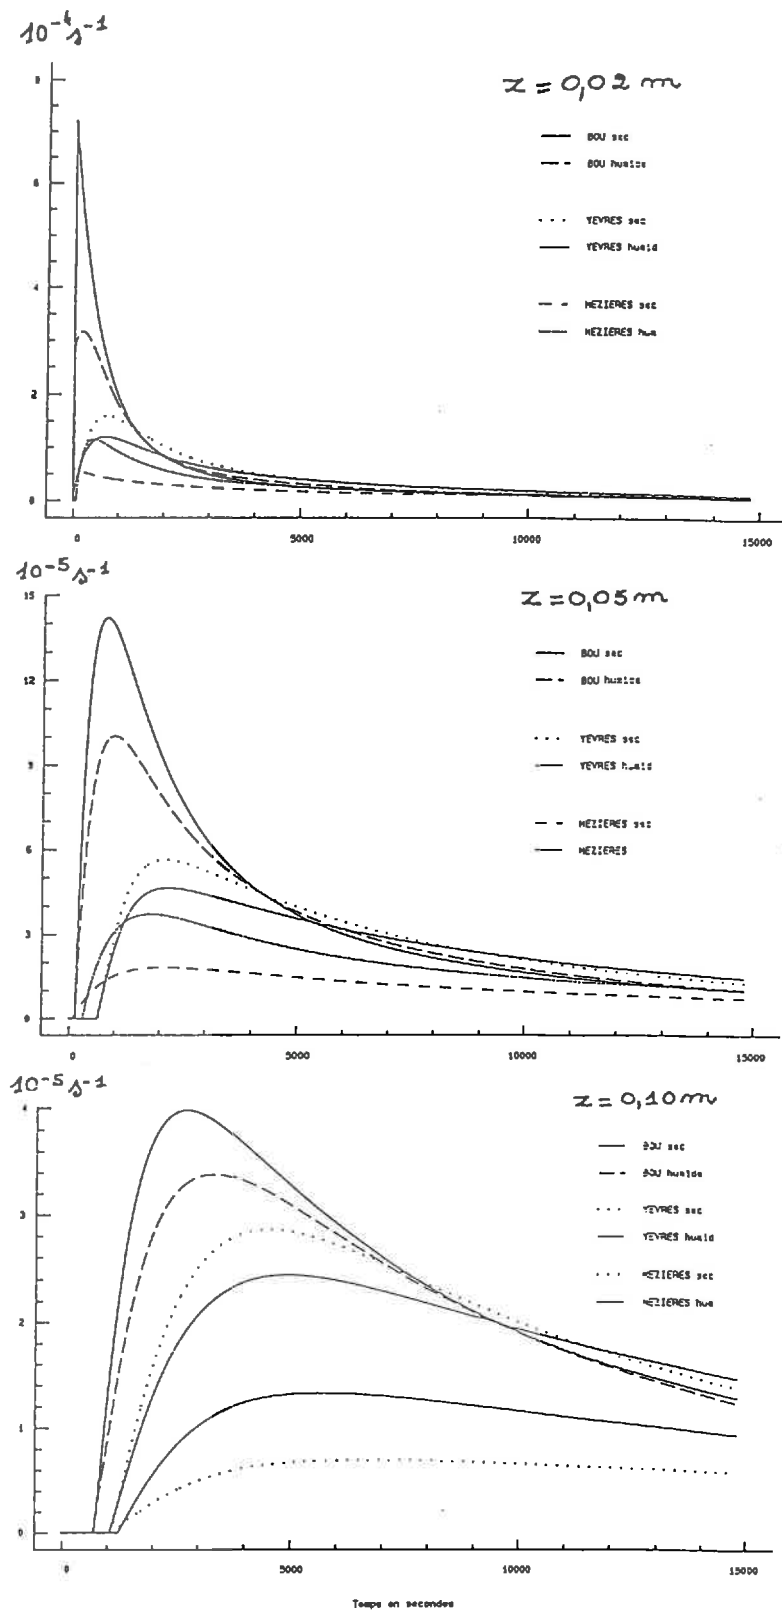 10⁻⁴ s⁻¹
z = 0,02 m
8
6
4
2
0
BOU sec
BOU humide
YEVRES sec
YEVRES humid
MEZIERES sec
MEZIERES hum
0 5000 10000 15000
10⁻⁵ s⁻¹
z = 0,05 m
15
12
9
6
3
0
BOU sec
BOU humide
YEVRES sec
YEVRES humid
MEZIERES sec
MEZIERES
0 5000 10000 15000
10⁻⁵ s⁻¹
z = 0,10 m
4
3
2
1
0
BOU sec
BOU humide
YEVRES sec
YEVRES humid
MEZIERES sec
MEZIERES hum
0 5000 10000 15000
Temps en secondes